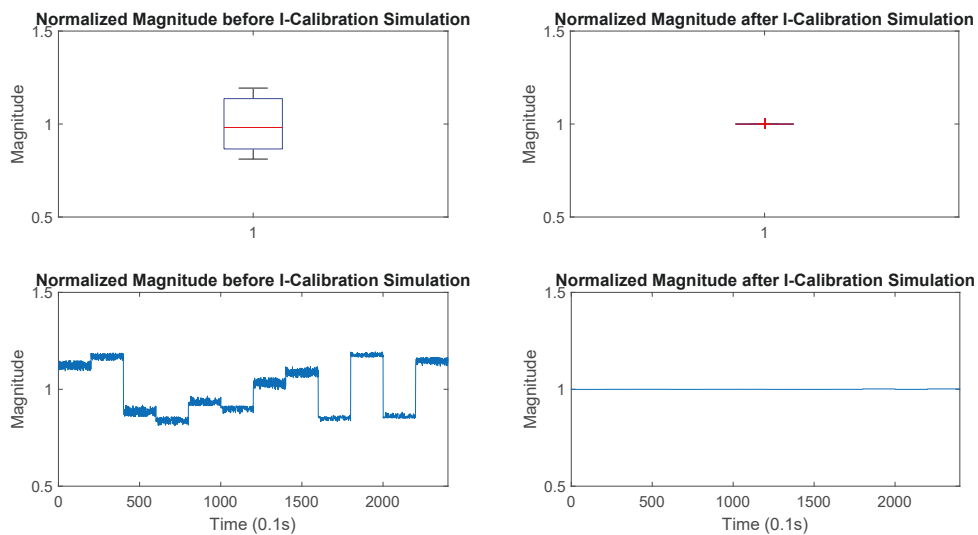 Normalized Magnitude before I-Calibration Simulation
1.5
1
0.5
Magnitude
1
Normalized Magnitude after I-Calibration Simulation
1.5
1
0.5
Magnitude
1
Normalized Magnitude before I-Calibration Simulation
1.5
1
0.5
Magnitude
0 500 1000 1500 2000
Time (0.1s)
Normalized Magnitude after I-Calibration Simulation
1.5
1
0.5
Magnitude
0 500 1000 1500 2000
Time (0.1s)